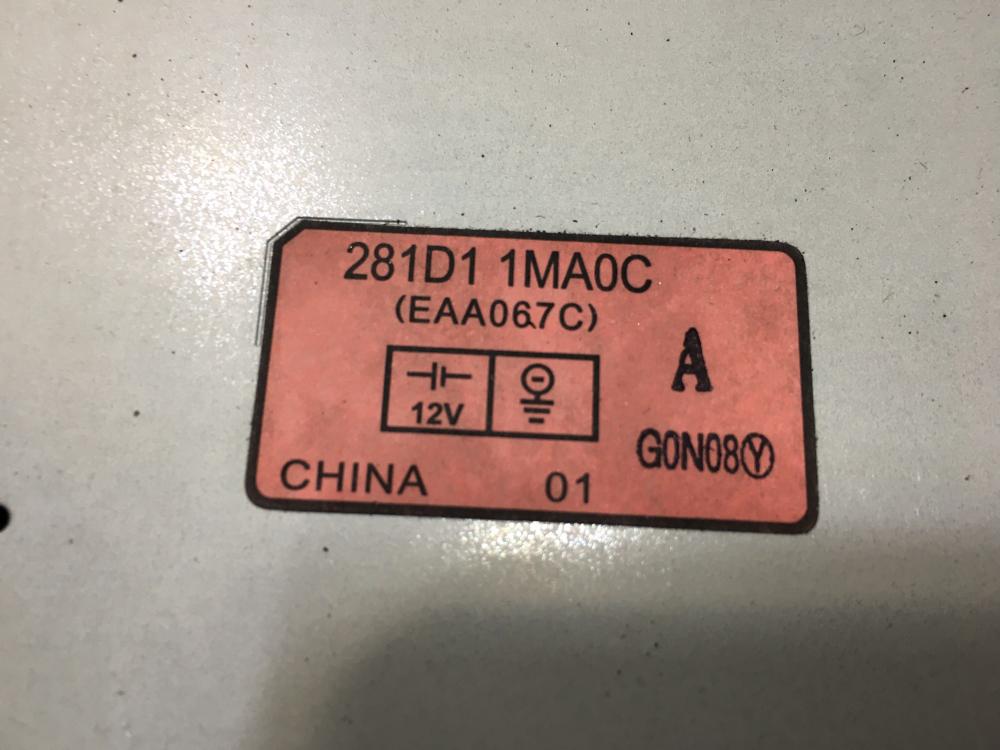 281D1 1MA0C
(EAA067C)
A
12V
G0N08Ⓨ
CHINA 01